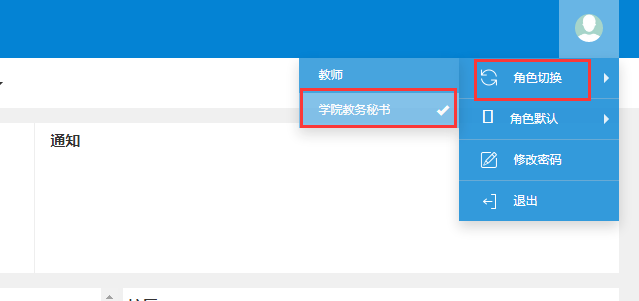 教师
角色切换
学院教务秘书
角色默认
通知
修改密码
退出